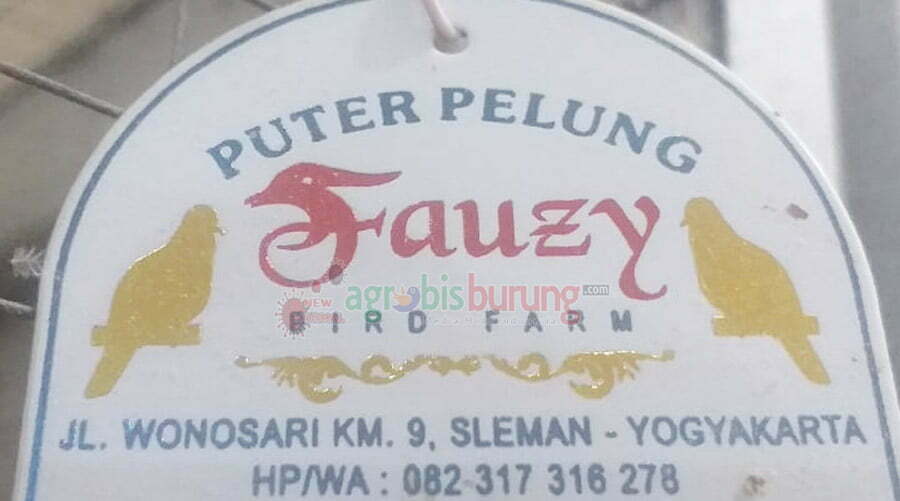 PUTER PELUNG
Fauzy
agrobisburung.com
BIRD FARM
JL. WONOSARI KM. 9, SLEMAN - YOGYAKARTA
HP/WA : 082 317 316 278